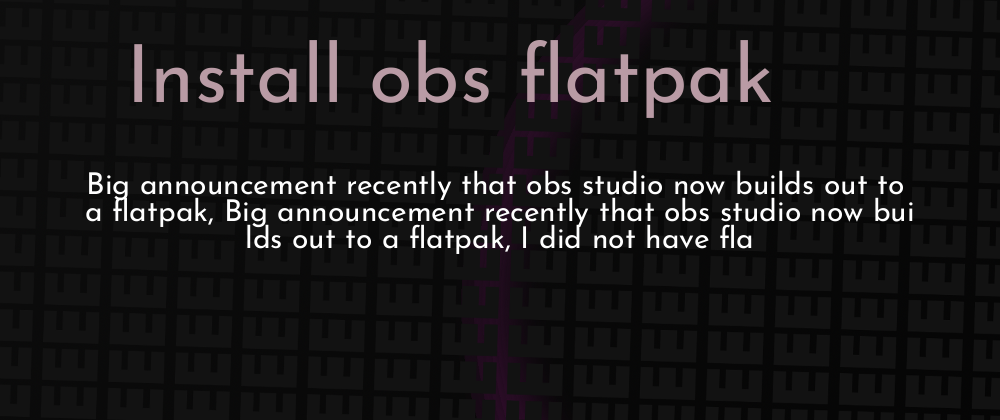 Install obs flatpak
Big announcement recently that obs studio now builds out to
a flatpak, Big announcement recently that obs studio now bui
lds out to a flatpak, I did not have fla